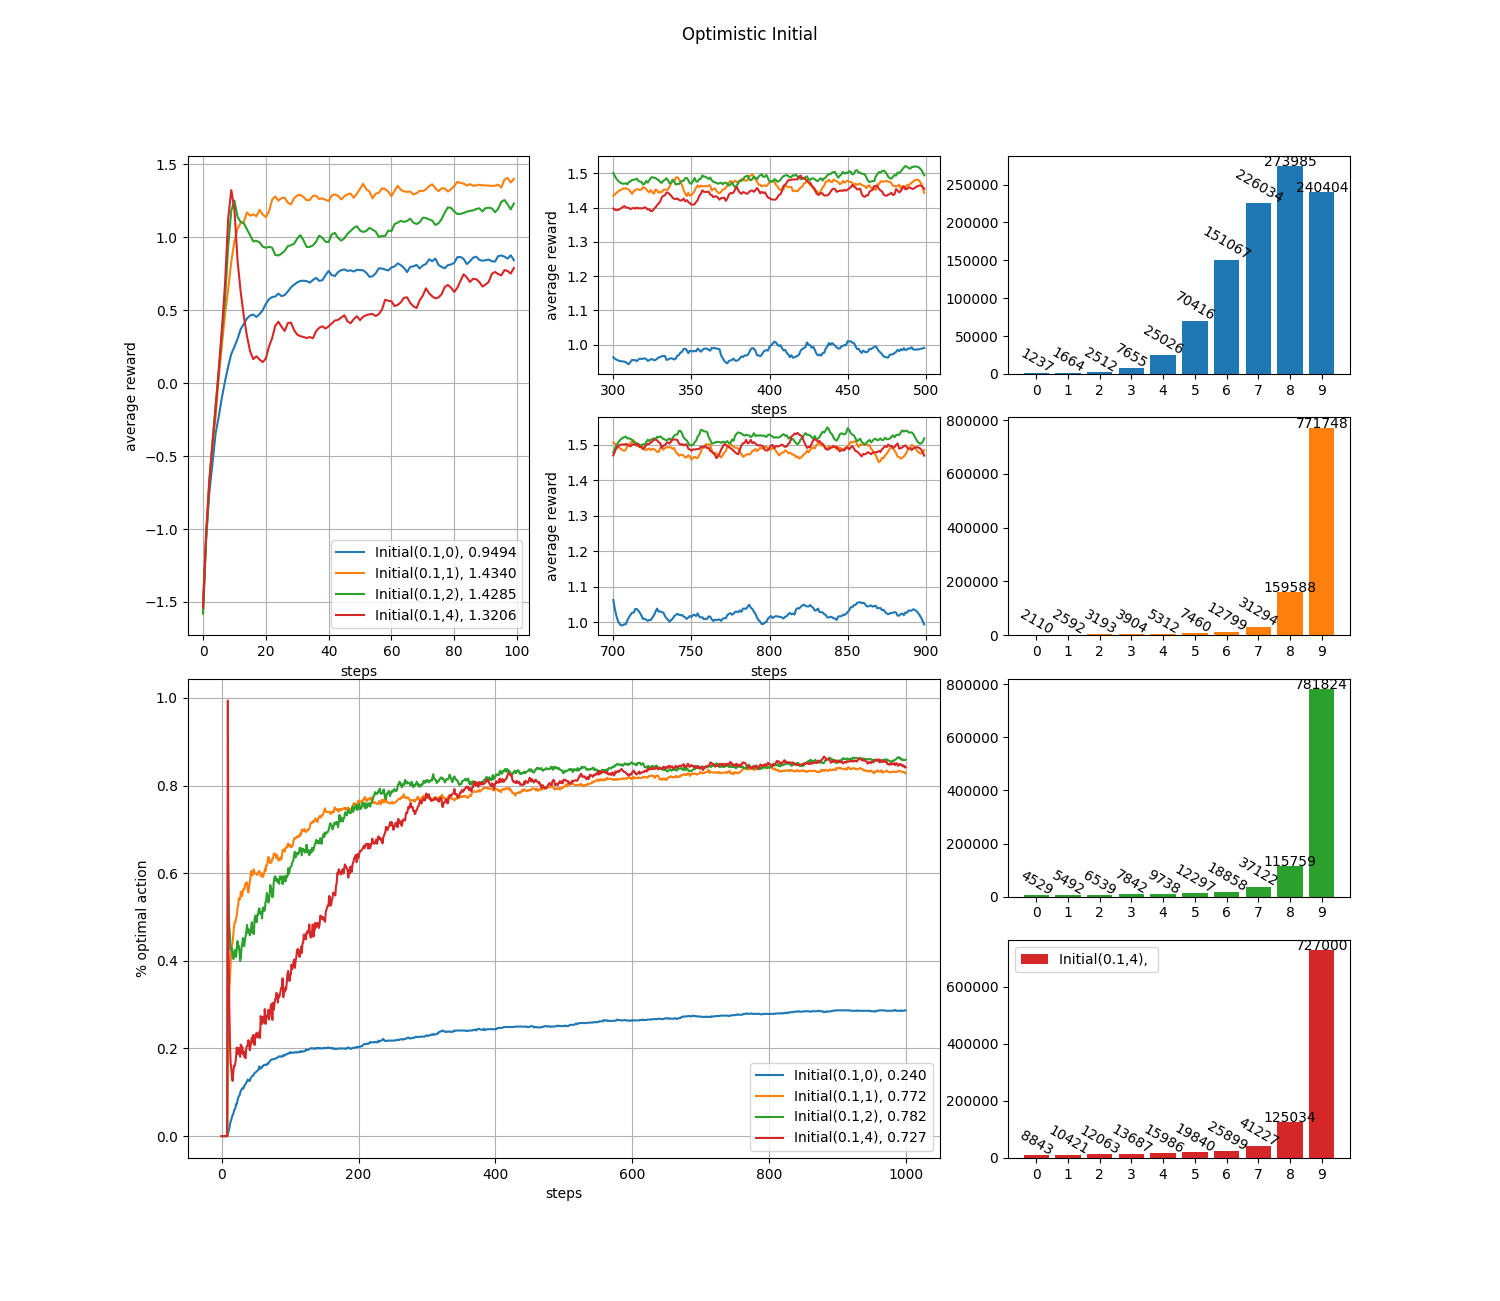 Optimistic Initial
1.5
1.0
0.5
0.0
−0.5
−1.0
−1.5
average reward
0 20 40 60 80 100
steps
Initial(0.1,0), 0.9494
Initial(0.1,1), 1.4340
Initial(0.1,2), 1.4285
Initial(0.1,4), 1.3206
1.5
1.4
1.3
1.2
1.1
1.0
average reward
300 350 400 450 500
steps
250000
200000
150000
100000
50000
0
1237 1664 2512 7655 25026 70416 151067 226034 273985 240404
0 1 2 3 4 5 6 7 8 9
1.5
1.4
1.3
1.2
1.1
1.0
average reward
700 750 800 850 900
steps
800000
600000
400000
200000
0
2110 2592 3193 3904 5312 7460 12799 31294 159588 771748
0 1 2 3 4 5 6 7 8 9
1.0
0.8
0.6
0.4
0.2
0.0
% optimal action
0 200 400 600 800 1000
steps
Initial(0.1,0), 0.240
Initial(0.1,1), 0.772
Initial(0.1,2), 0.782
Initial(0.1,4), 0.727
800000
600000
400000
200000
0
4529 5492 6539 7842 9738 12297 18858 37122 115759 781824
0 1 2 3 4 5 6 7 8 9
Initial(0.1,4),
600000
400000
200000
0
8843 10421 12063 13687 15986 19840 25899 41227 125034 727000
0 1 2 3 4 5 6 7 8 9